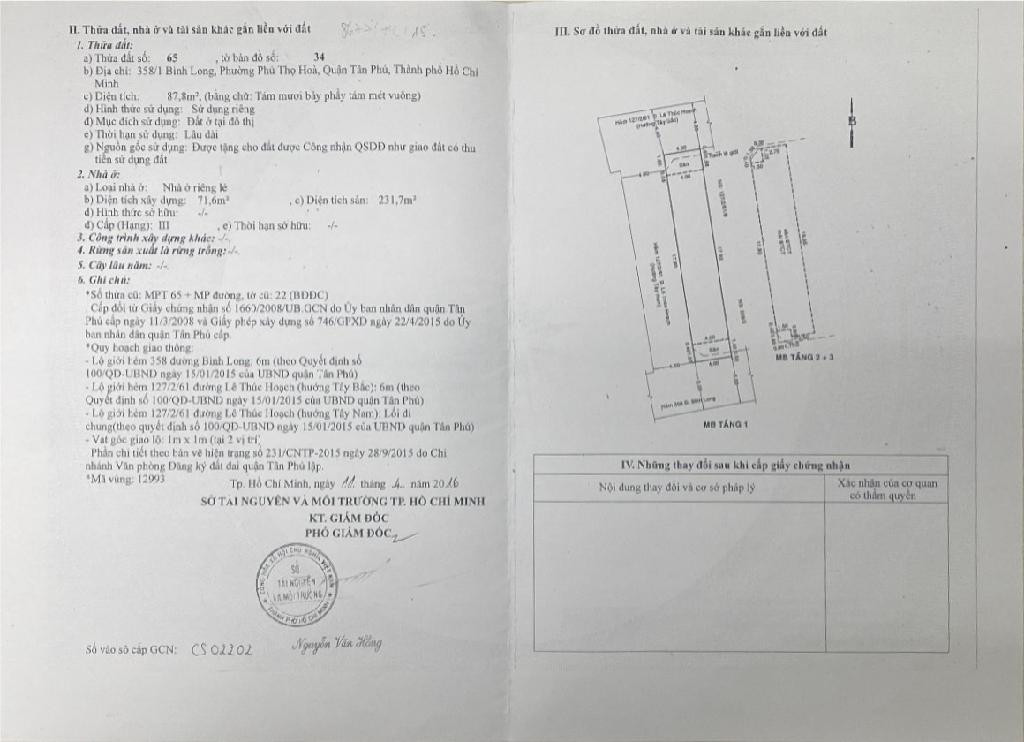 II. Thửa đất, nhà ở và tài sản khác gắn liền với đất
1. Thửa đất:
a) Thửa đất số: 65 , tờ bản đồ số: 34
b) Địa chỉ: 358/1 Bình Long, Phường Phú Thọ Hoà, Quận Tân Phú, Thành phố Hồ Chí
Minh
c) Diện tích: 87,8m², (bằng chữ: Tám mươi bảy phẩy tám mét vuông)
d) Hình thức sử dụng: Sử dụng riêng
đ) Mục đích sử dụng: Đất ở tại đô thị
e) Thời hạn sử dụng: Lâu dài
g) Nguồn gốc sử dụng: Được tặng cho đất được Công nhận QSDĐ như giao đất có thu
tiền sử dụng đất
2. Nhà ở:
a) Loại nhà ở: Nhà ở riêng lẻ
b) Diện tích xây dựng: 71,6m² , c) Diện tích sàn: 231,7m²
d) Hình thức sở hữu: -/-
đ) Cấp (Hạng): III , e) Thời hạn sở hữu: -/-
3. Công trình xây dựng khác: -/-
4. Rừng sản xuất là rừng trồng: -/-
5. Cây lâu năm: -/-
6. Ghi chú:
*Số thửa cũ: MPT 65 + MP đường, tờ cũ: 22 (BĐĐC)
Cấp đổi từ Giấy chứng nhận số 1660/2008/UB.GCN do Ủy ban nhân dân quận Tân
Phú cấp ngày 11/3/2008 và Giấy phép xây dựng số 746/GPXD ngày 22/4/2015 do Ủy
ban nhân dân quận Tân Phú cấp.
*Quy hoạch giao thông:
- Lộ giới hẻm 358 đường Bình Long: 6m (theo Quyết định số
100/QĐ-UBND ngày 15/01/2015 của UBND quận Tân Phú)
- Lộ giới hẻm 127/2/61 đường Lê Thúc Hoạch (hướng Tây Bắc): 6m (theo
Quyết định số 100/QĐ-UBND ngày 15/01/2015 của UBND quận Tân Phú)
- Lộ giới hẻm 127/2/61 đường Lê Thúc Hoạch (hướng Tây Nam): Lối đi
chung(theo quyết định số 100/QĐ-UBND ngày 15/01/2015 của UBND quận Tân Phú)
- Vạt góc giao lộ: 1m x 1m (tại 2 vị trí)
Phần chi tiết theo bản vẽ hiện trạng số 231/CNTP-2015 ngày 28/9/2015 do Chi
nhánh Văn phòng Đăng ký đất đai quận Tân Phú lập.
*Mã vùng: 12993
Tp. Hồ Chí Minh, ngày 11 tháng 4 năm 2016
SỞ TÀI NGUYÊN VÀ MÔI TRƯỜNG TP. HỒ CHÍ MINH
KT. GIÁM ĐỐC
PHÓ GIÁM ĐỐC
SỞ
TÀI NGUYÊN
VÀ MÔI TRƯỜNG
Nguyễn Văn Hồng
Số vào sổ cấp GCN: CS 02202
III. Sơ đồ thửa đất, nhà ở và tài sản khác gắn liền với đất
B
Sân
Sân
MB TẦNG 2 + 3
MB TẦNG 1
IV. Những thay đổi sau khi cấp giấy chứng nhận
Nội dung thay đổi và cơ sở pháp lý
Xác nhận của cơ quan
có thẩm quyền